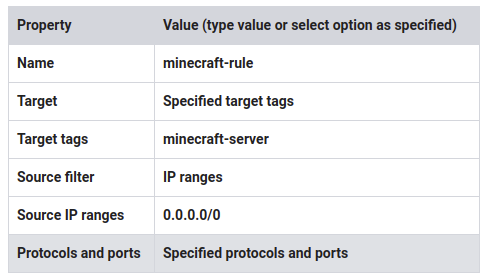 Property Value (type value or select option as specified)
Name minecraft-rule
Target Specified target tags
Target tags minecraft-server
Source filter IP ranges
Source IP ranges 0.0.0.0/0
Protocols and ports Specified protocols and ports